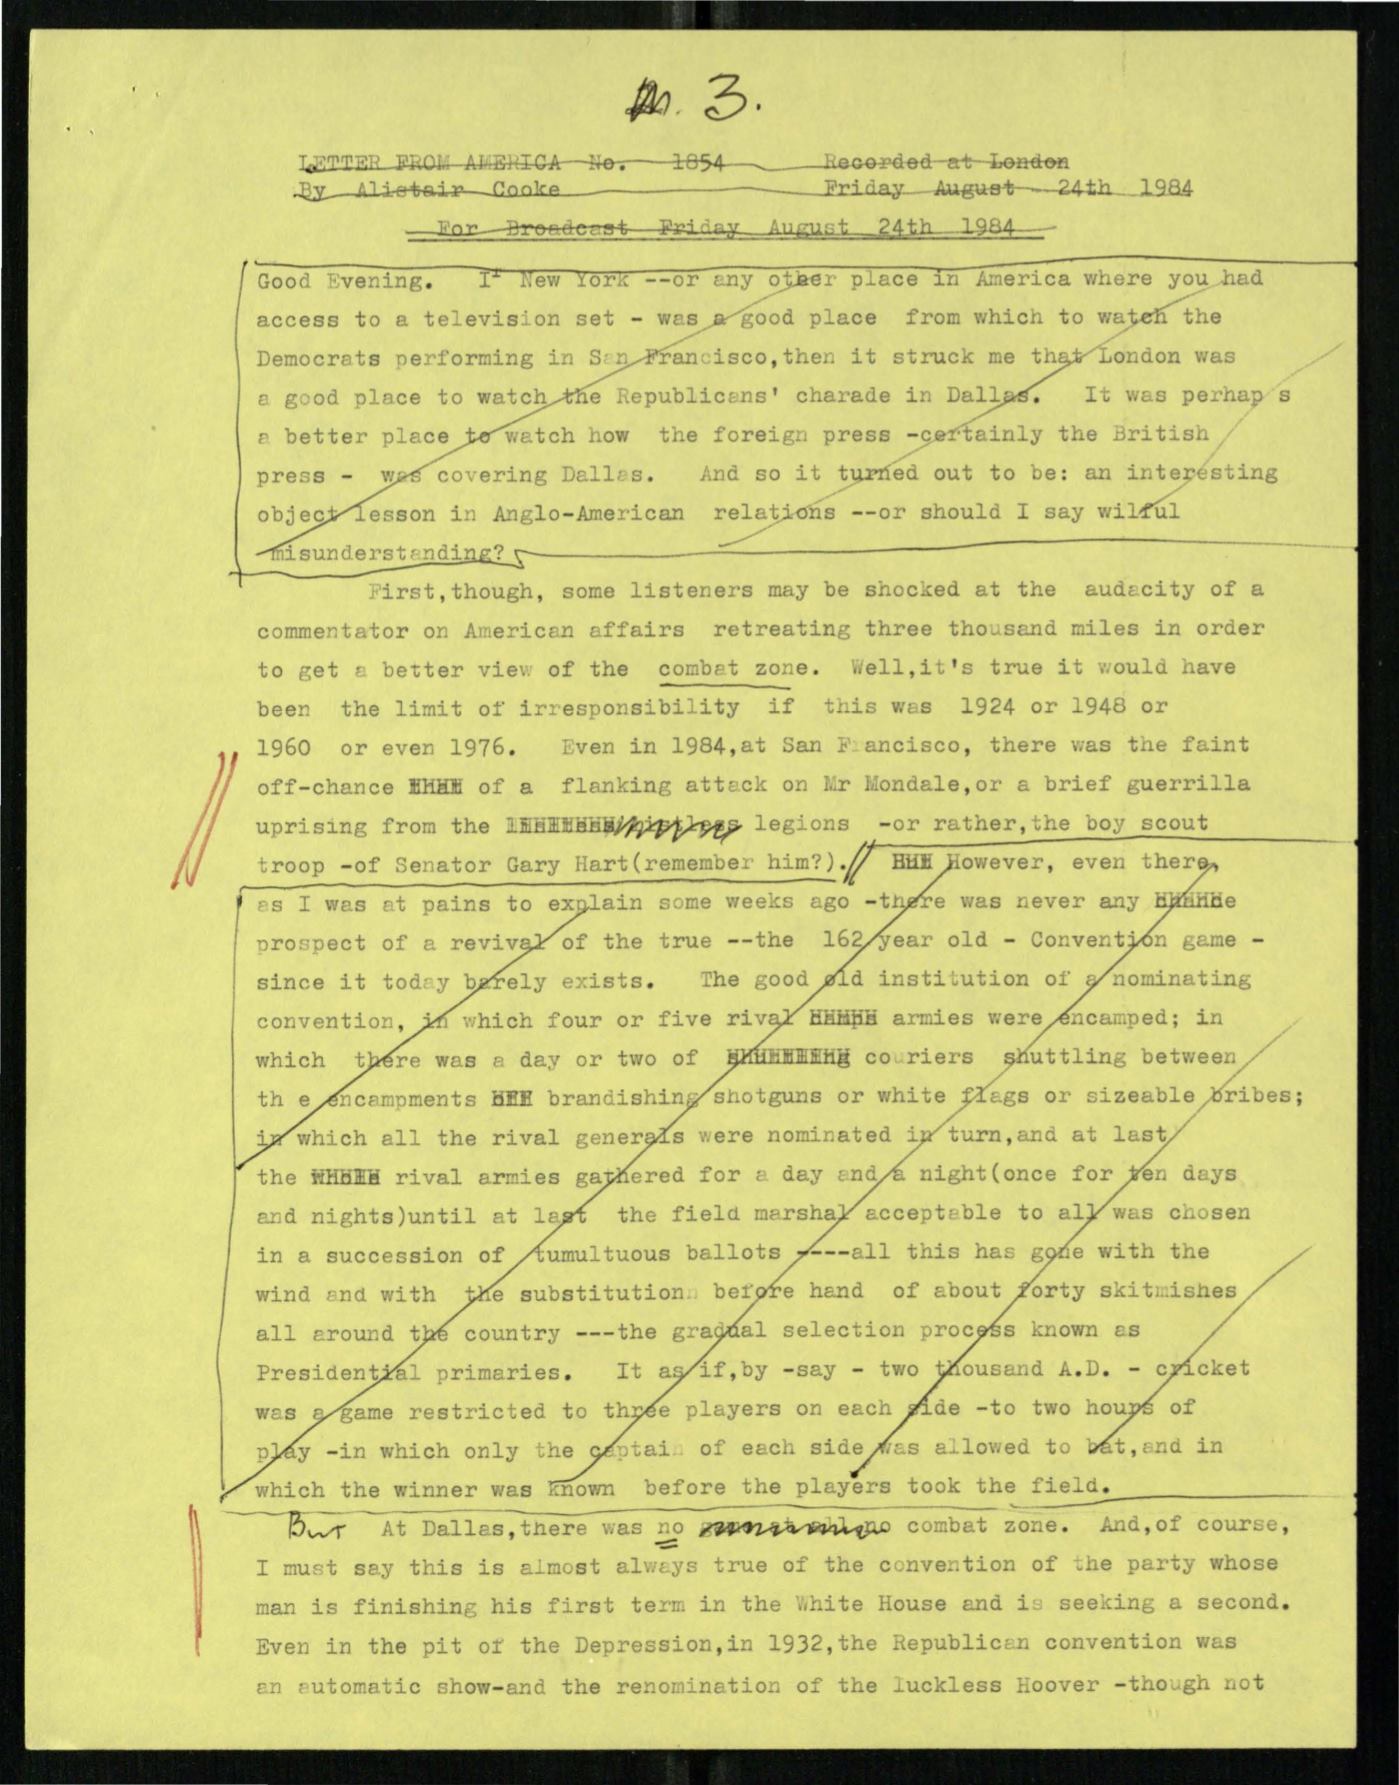 3.
LETTER FROM AMERICA No. 1854 Recorded at London
By Alistair Cooke Friday August 24th 1984
For Broadcast Friday August 24th 1984
Good Evening. If New York --or any other place in America where you had
access to a television set - was a good place from which to watch the
Democrats performing in San Francisco,then it struck me that London was
a good place to watch the Republicans' charade in Dallas. It was perhap s
a better place to watch how the foreign press -certainly the British
press - was covering Dallas. And so it turned out to be: an interesting
object lesson in Anglo-American relations --or should I say wilful
misunderstanding?
First,though, some listeners may be shocked at the audacity of a
commentator on American affairs retreating three thousand miles in order
to get a better view of the combat zone. Well,it's true it would have
been the limit of irresponsibility if this was 1924 or 1948 or
1960 or even 1976. Even in 1984,at San Francisco, there was the faint
off-chance of a flanking attack on Mr Mondale,or a brief guerrilla
uprising from the legions -or rather,the boy scout
troop -of Senator Gary Hart(remember him?). But However, even there,
as I was at pains to explain some weeks ago -there was never any chance
prospect of a revival of the true --the 162 year old - Convention game -
since it today barely exists. The good old institution of a nominating
convention, in which four or five rival camps armies were encamped; in
which there was a day or two of shuttling couriers shuttling between
th e encampments brandishing shotguns or white flags or sizeable bribes;
in which all the rival generals were nominated in turn,and at last
the whole rival armies gathered for a day and a night(once for ten days
and nights)until at last the field marshal acceptable to all was chosen
in a succession of tumultuous ballots ----all this has gone with the
wind and with the substitution before hand of about forty skitmishes
all around the country ---the gradual selection process known as
Presidential primaries. It as if,by -say - two thousand A.D. - cricket
was a game restricted to three players on each side -to two hours of
play -in which only the captain of each side was allowed to bat,and in
which the winner was known before the players took the field.
But At Dallas,there was no combat zone. And,of course,
I must say this is almost always true of the convention of the party whose
man is finishing his first term in the White House and is seeking a second.
Even in the pit of the Depression,in 1932,the Republican convention was
an automatic show-and the renomination of the luckless Hoover -though not